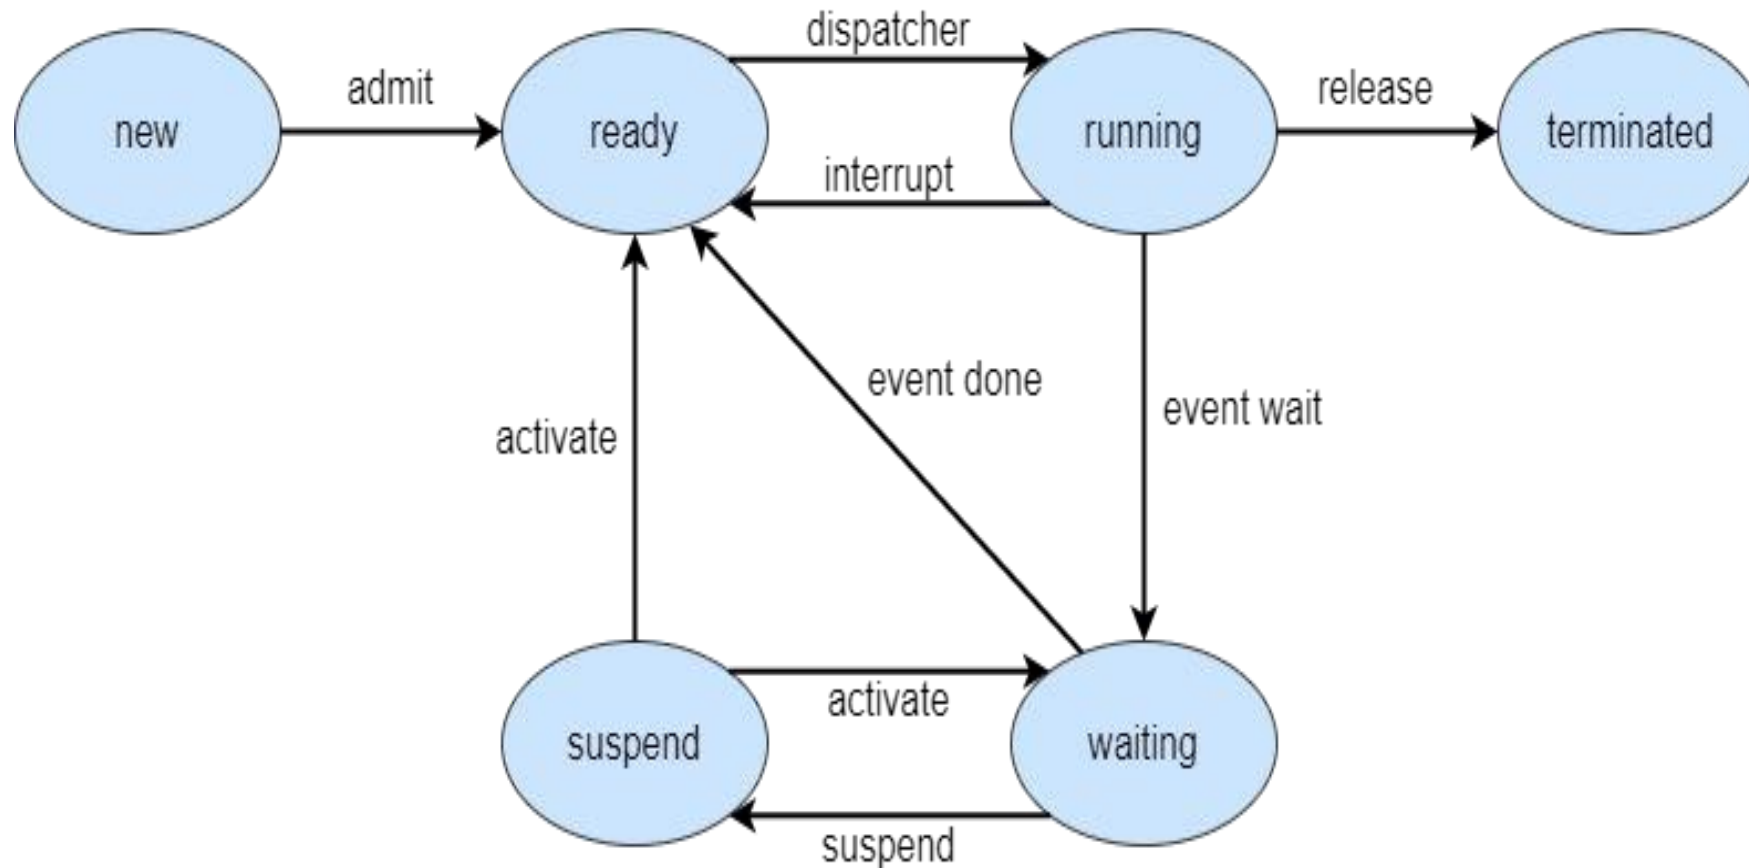 dispatcher
admit
release
new
ready
running
terminated
interrupt
event done
event wait
activate
activate
suspend
waiting
suspend